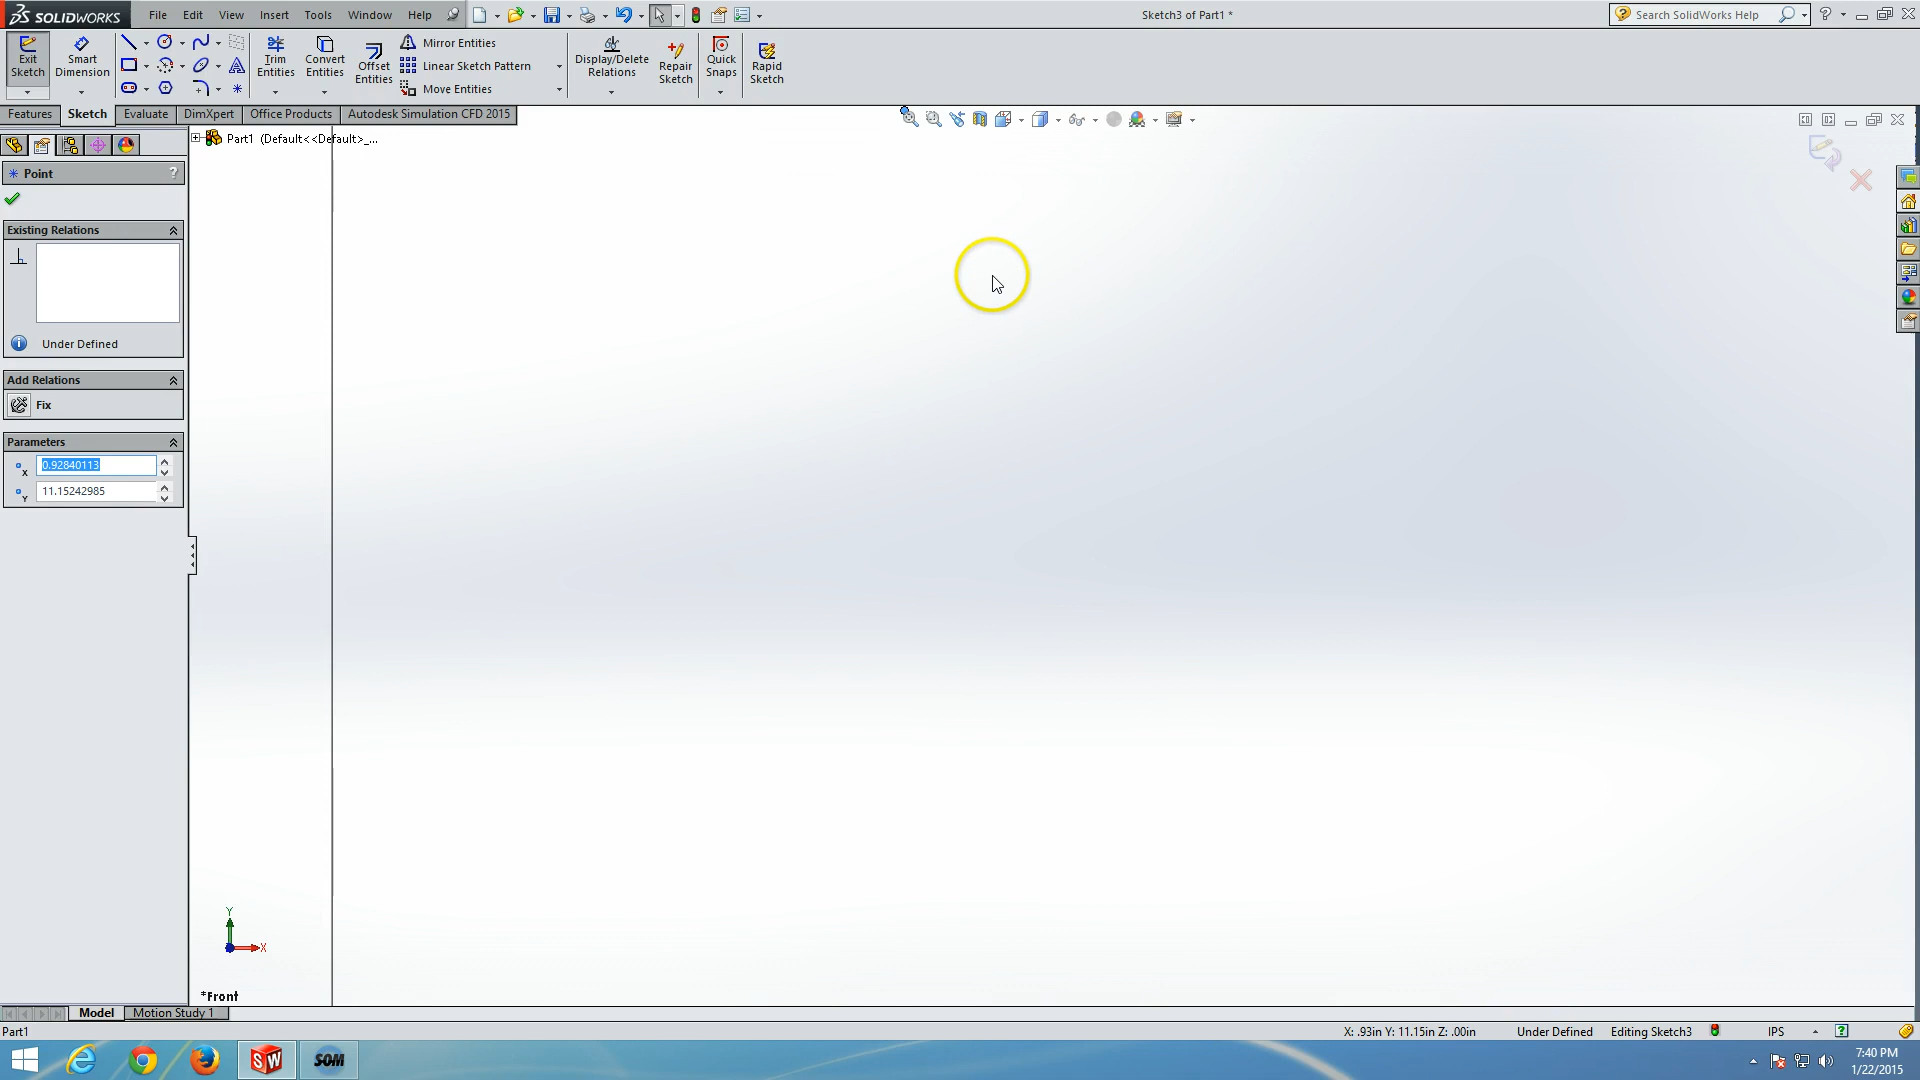 SOLIDWORKS File Edit View Insert Tools Window Help Sketch3 of Part1 * Search SolidWorks Help
Exit Sketch
Smart Dimension
Trim Entities
Convert Entities
Offset Entities
Mirror Entities
Linear Sketch Pattern
Move Entities
Display/Delete Relations
Repair Sketch
Quick Snaps
Rapid Sketch
Features Sketch Evaluate DimXpert Office Products Autodesk Simulation CFD 2015
Part1 (Default<<Default>_...
Point ?
Existing Relations
Under Defined
Add Relations
Fix
Parameters
X 0.92840113
Y 11.15242985
Y
X
*Front
Model Motion Study 1
Part1 X: .93in Y: 11.15in Z: .00in Under Defined Editing Sketch3 IPS
SW SOM 7:40 PM
1/22/2015